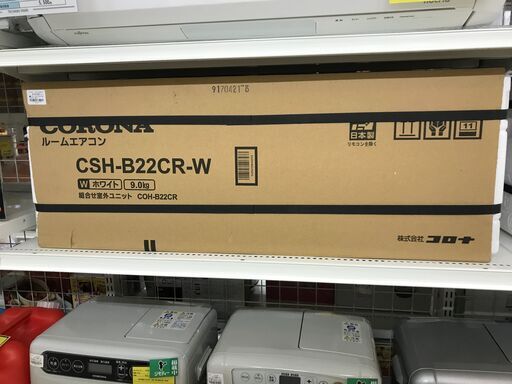 9170421"8
CORONA
ルームエアコン
CSH-B22CR-W
W ホワイト 9.0kg
組合せ室外ユニット COH-B22CR
日本製
リモコンを除く
11
株式会社 コロナ